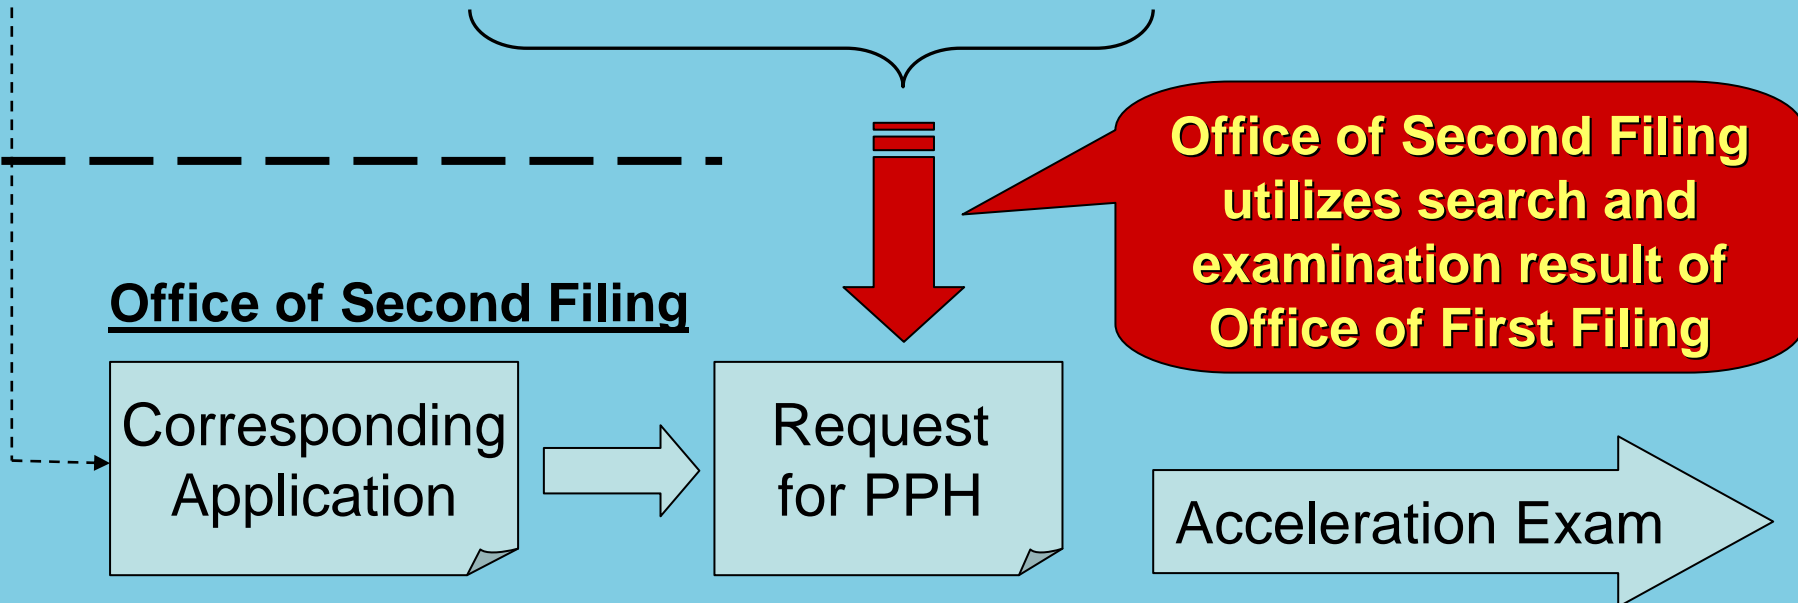 Office of Second Filing
utilizes search and
examination result of
Office of First Filing
Office of Second Filing
Corresponding
Application
Request
for PPH
Acceleration Exam